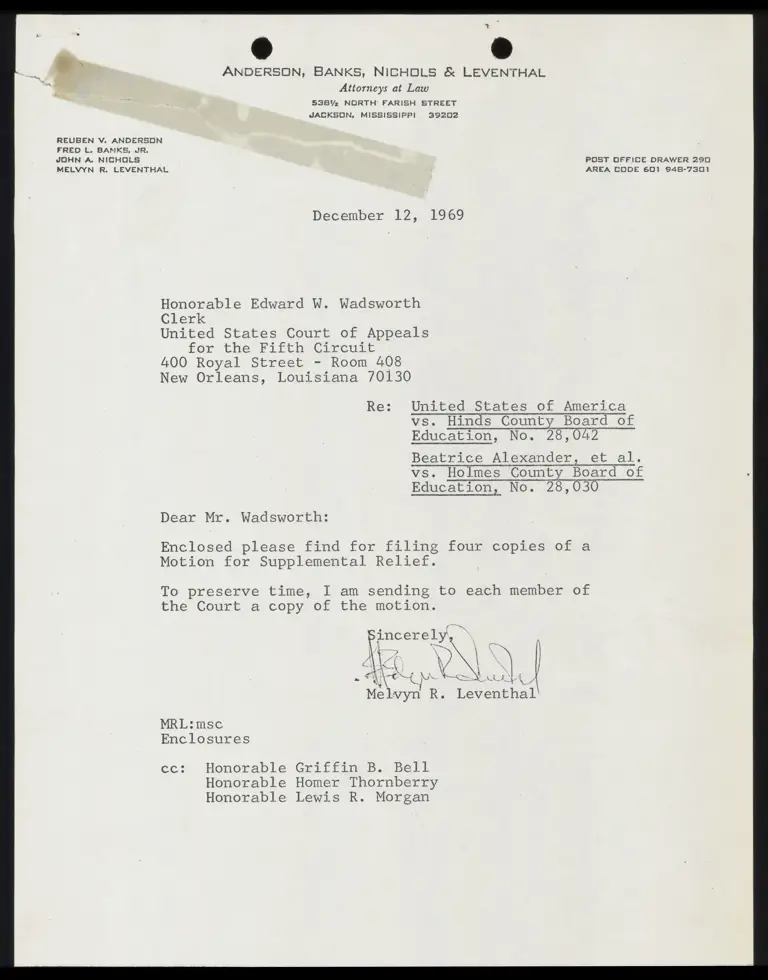 ANDERSON, BANKS, NICHOLS & LEVENTHAL
Attorneys at Law
538½ NORTH FARISH STREET
JACKSON, MISSISSIPPI 39202
REUBEN V. ANDERSON
FRED L. BANKS, JR.
JOHN A. NICHOLS
MELVYN R. LEVENTHAL
POST OFFICE DRAWER 290
AREA CODE 601 948-7301
December 12, 1969
Honorable Edward W. Wadsworth
Clerk
United States Court of Appeals
for the Fifth Circuit
400 Royal Street - Room 408
New Orleans, Louisiana 70130
Re: United States of America
vs. Hinds County Board of
Education, No. 28,042
Beatrice Alexander, et al.
vs. Holmes County Board of
Education, No. 28,030
Dear Mr. Wadsworth:
Enclosed please find for filing four copies of a
Motion for Supplemental Relief.
To preserve time, I am sending to each member of
the Court a copy of the motion.
Sincerely,
Melvyn R. Leventhal
MRL:msc
Enclosures
cc: Honorable Griffin B. Bell
Honorable Homer Thornberry
Honorable Lewis R. Morgan